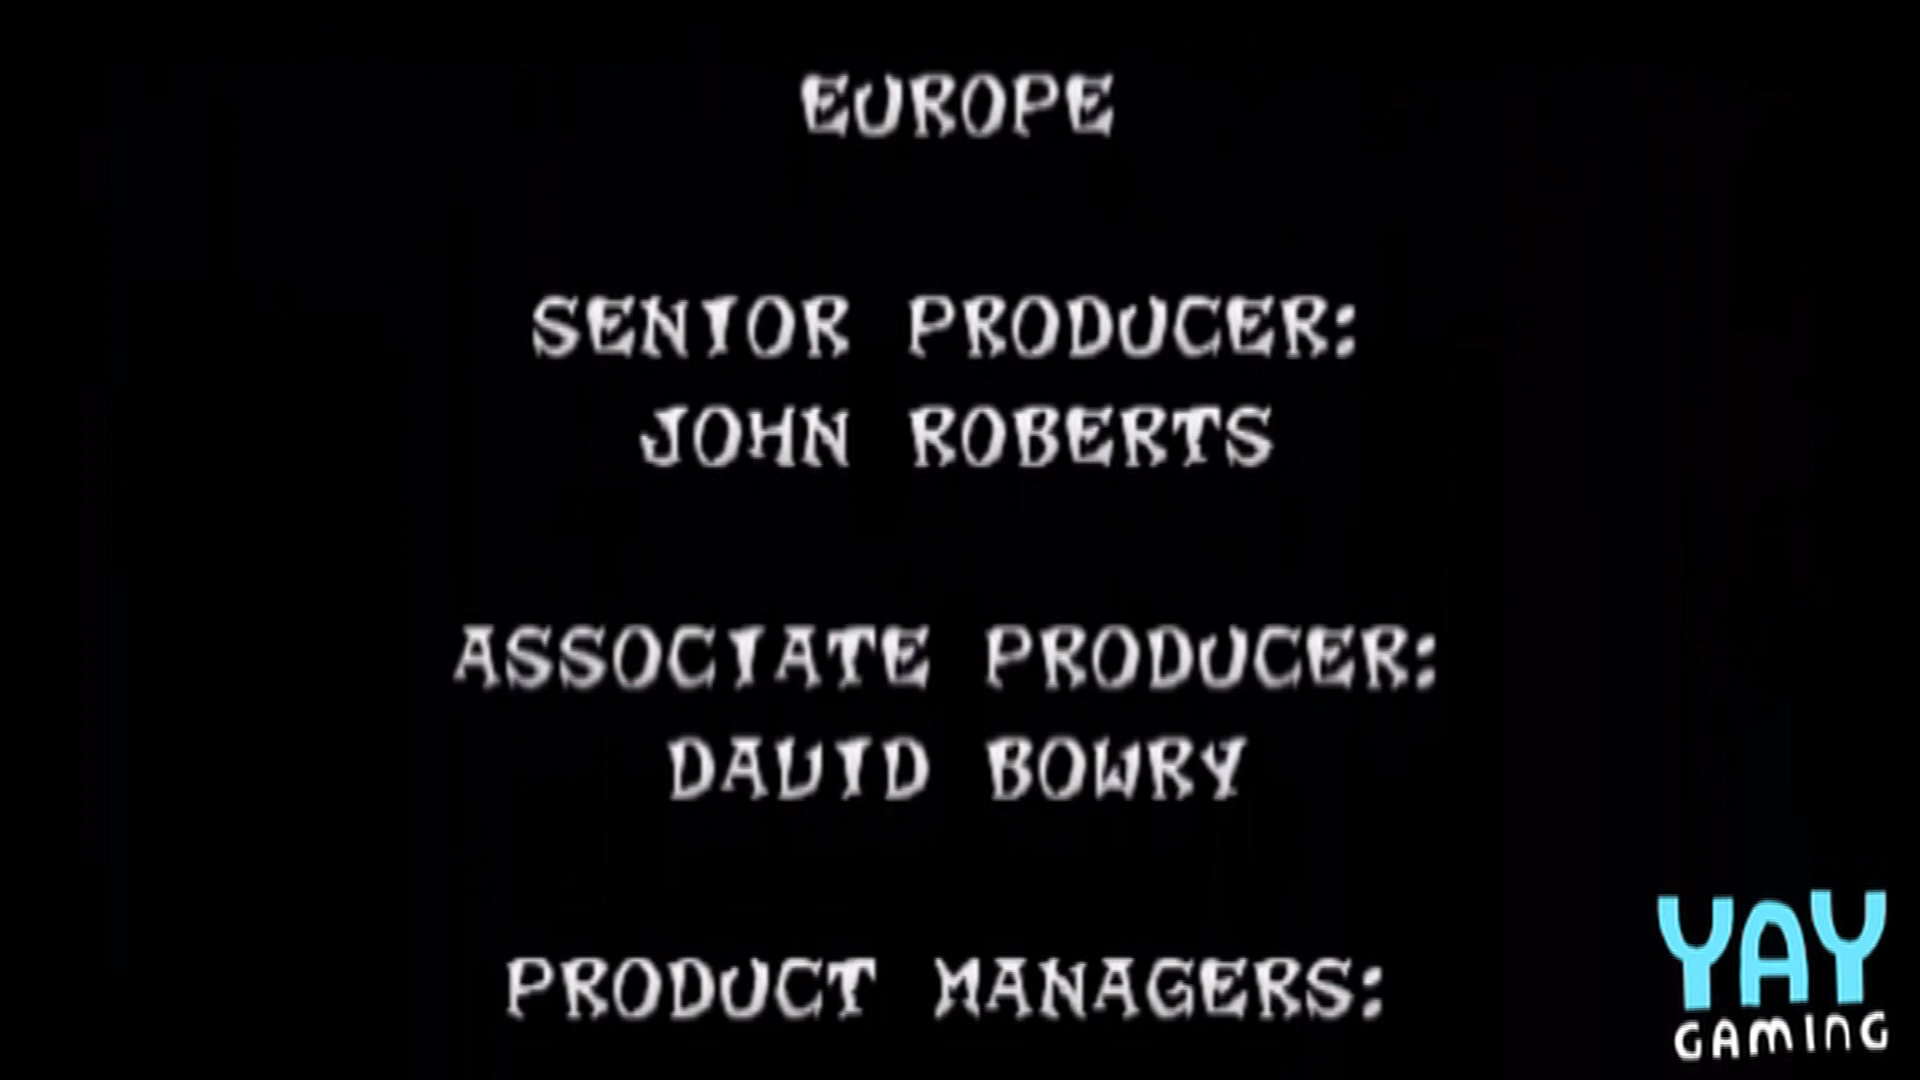 EUROPE
SENIOR PRODUCER:
JOHN ROBERTS
ASSOCIATE PRODUCER:
DAVID BOWRY
PRODUCT MANAGERS:
YAY
GAMING